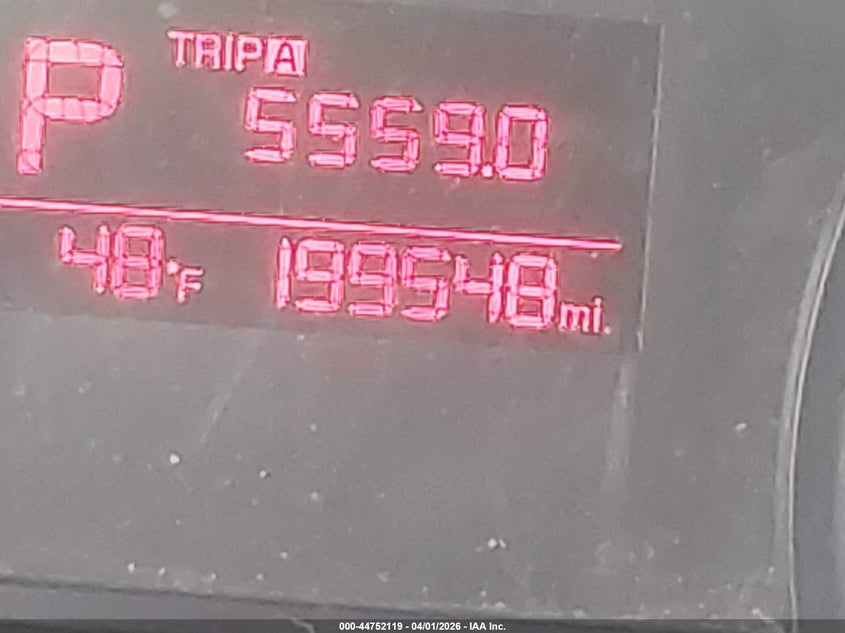 P TRIP A
5559.0
48°F 199548 mi.
000-44752119 - 04/01/2026 - IAA Inc.